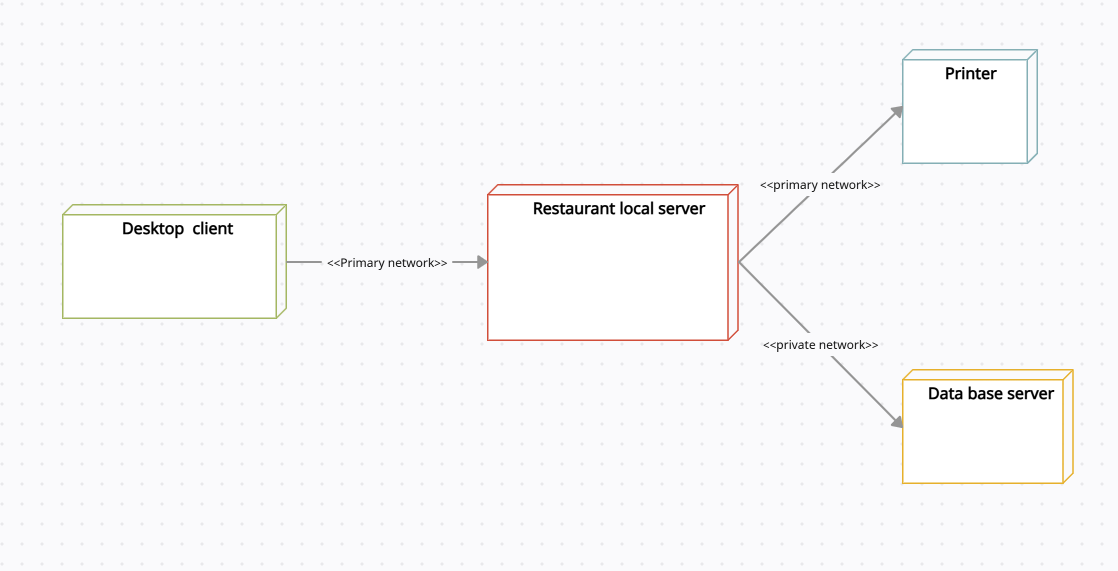 Printer
<<primary network>>
Restaurant local server
Desktop  client
<<Primary network>>
<<private network>>
Data base server